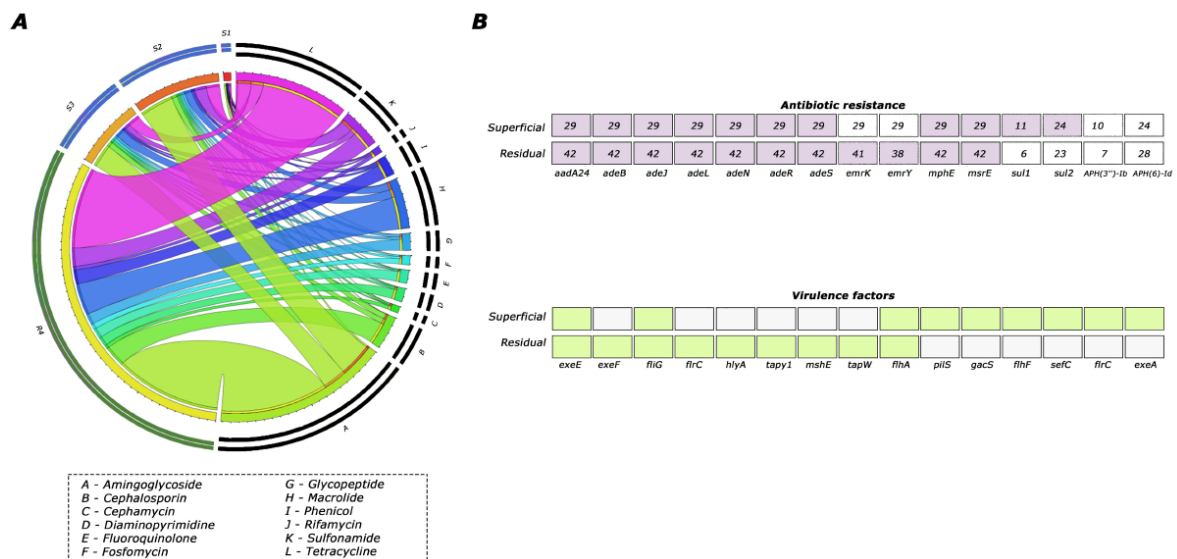 A
S1
S2
S3
R4
L
K
J
I
H
G
F
E
D
C
B
A
A - Amingoglycoside
B - Cephalosporin
C - Cephamycin
D - Diaminopyrimidine
E - Fluoroquinolone
F - Fosfomycin
G - Glycopeptide
H - Macrolide
I - Phenicol
J - Rifamycin
K - Sulfonamide
L - Tetracycline
B
Antibiotic resistance
Superficial 29 29 29 29 29 29 29 29 29 29 29 11 24 10 24
Residual 42 42 42 42 42 42 42 41 38 42 42 6 23 7 28
aadA24 adeB adeJ adeL adeN adeR adeS emrK emrY mphE msrE sul1 sul2 APH(3")-Ib APH(6)-Id
Virulence factors
Superficial
Residual
exeE exeF fliG flrC hlyA tapy1 mshE tapW flhA pilS gacS flhF sefC flrC exeA